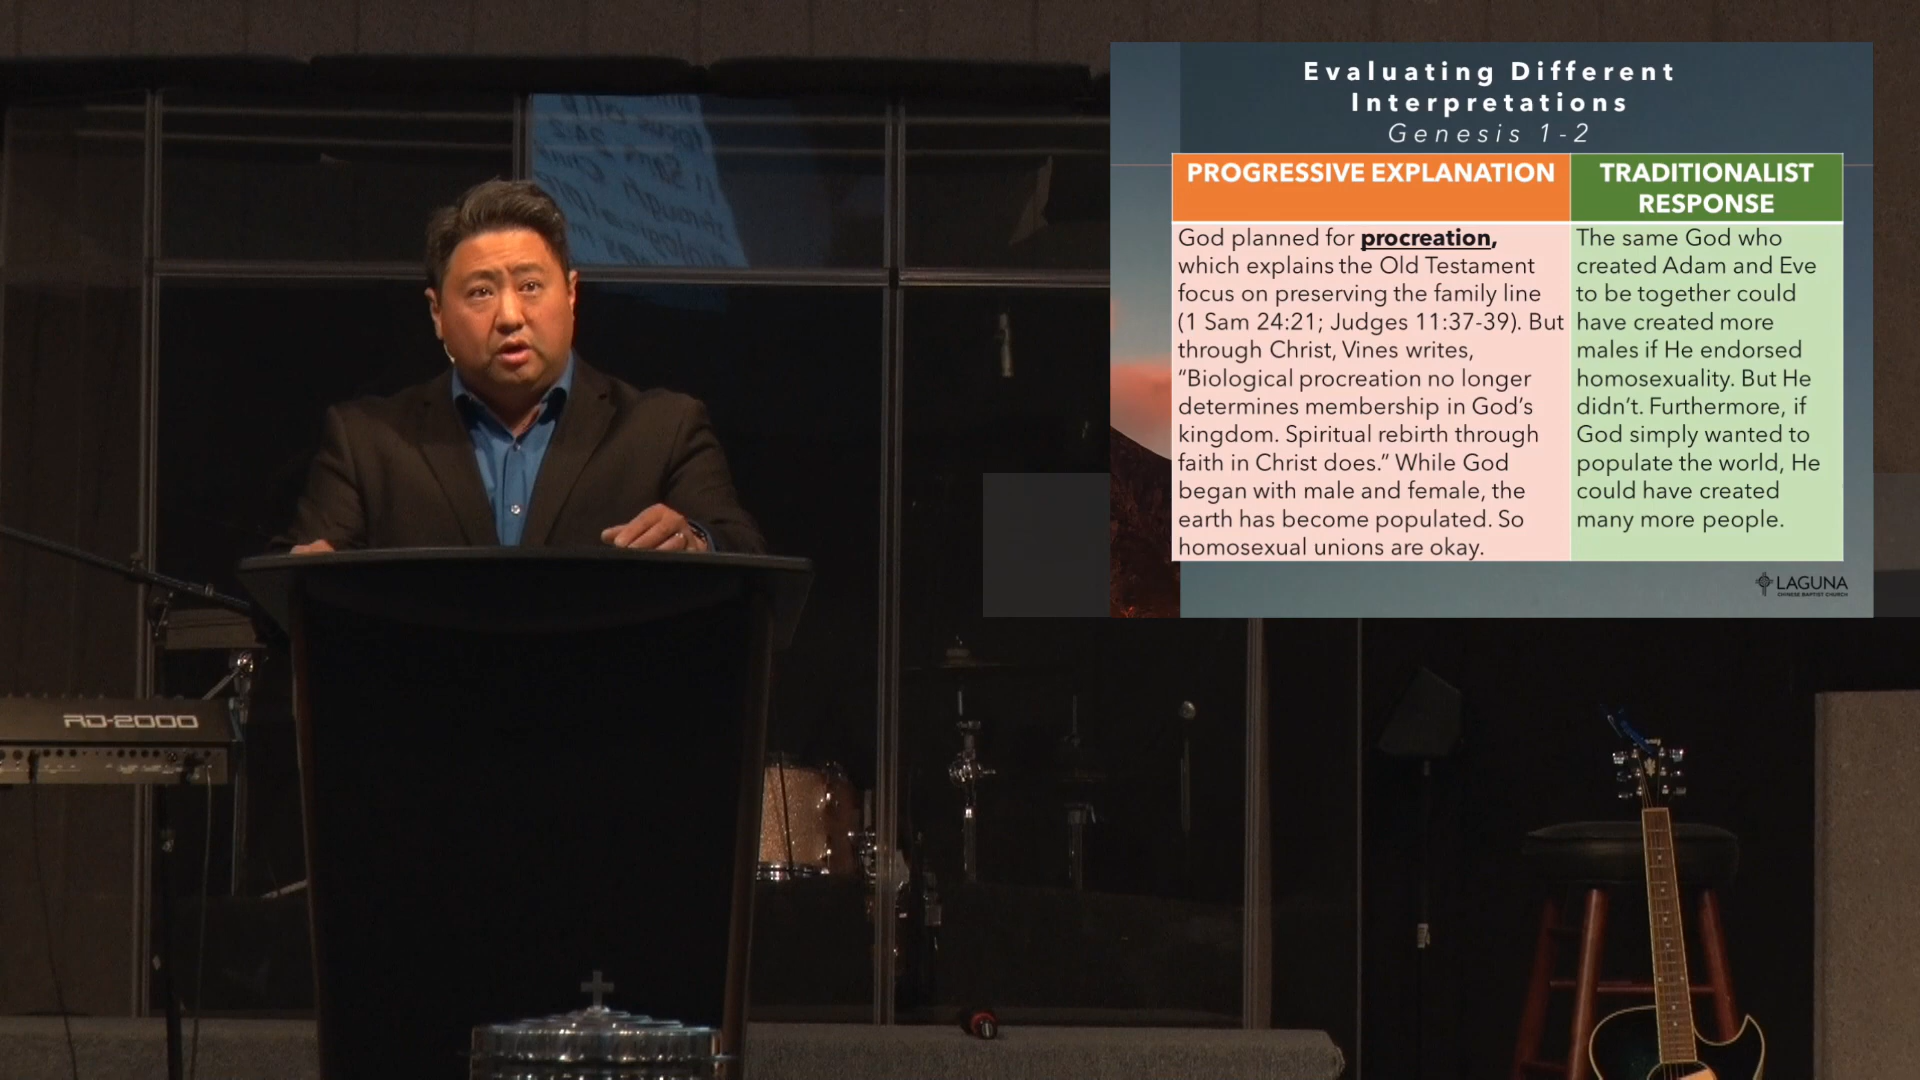 Evaluating Different
Interpretations
Genesis 1-2
PROGRESSIVE EXPLANATION
TRADITIONALIST
RESPONSE
God planned for procreation,
which explains the Old Testament
focus on preserving the family line
(1 Sam 24:21; Judges 11:37-39). But
through Christ, Vines writes,
“Biological procreation no longer
determines membership in God’s
kingdom. Spiritual rebirth through
faith in Christ does.” While God
began with male and female, the
earth has become populated. So
homosexual unions are okay.
The same God who
created Adam and Eve
to be together could
have created more
males if He endorsed
homosexuality. But He
didn’t. Furthermore, if
God simply wanted to
populate the world, He
could have created
many more people.
LAGUNA
CHINESE BAPTIST CHURCH
RD-2000